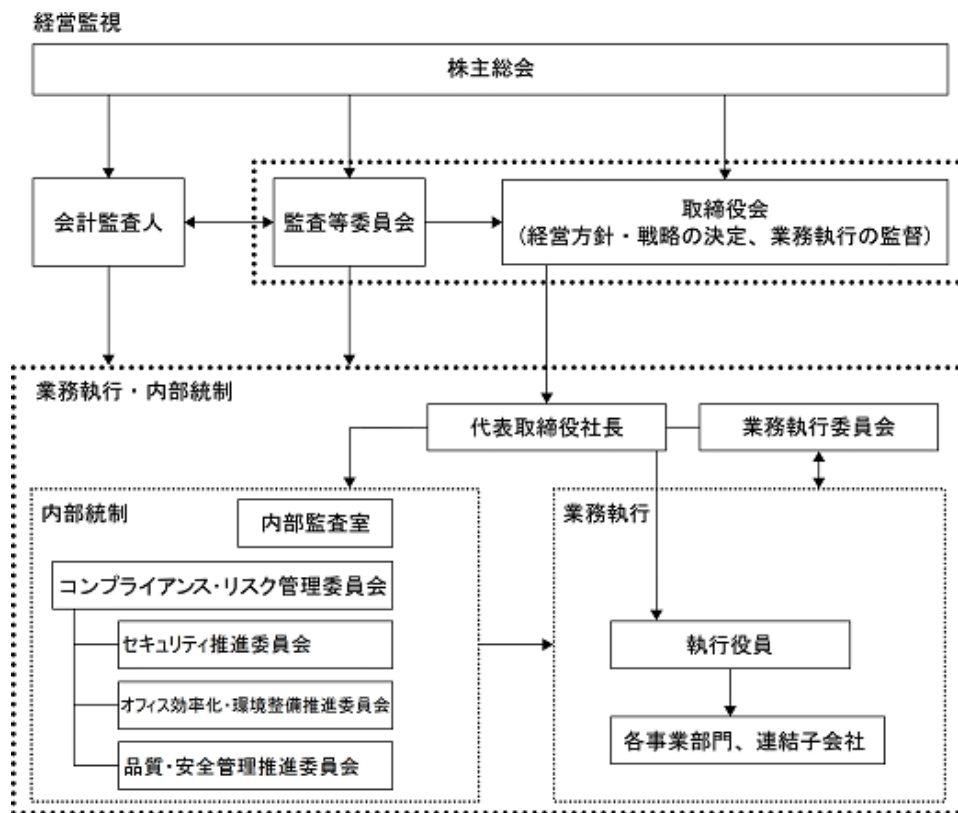 経営監視
株主総会
会計監査人
監査等委員会
取締役会
(経営方針・戦略の決定、業務執行の監督)
業務執行・内部統制
代表取締役社長
業務執行委員会
内部統制
内部監査室
コンプライアンス・リスク管理委員会
セキュリティ推進委員会
オフィス効率化・環境整備推進委員会
品質・安全管理推進委員会
業務執行
執行役員
各事業部門、連結子会社